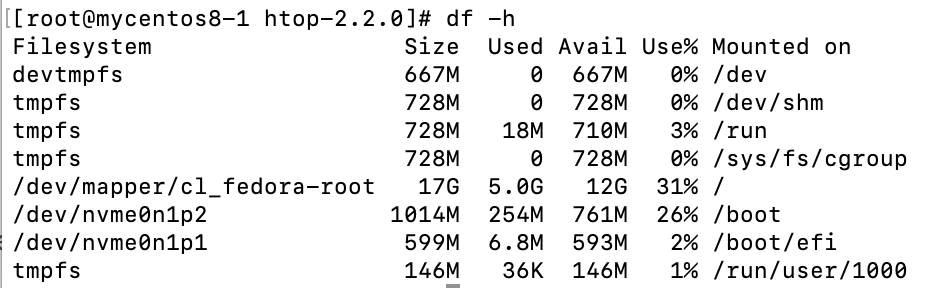 [[root@mycentos8-1 htop-2.2.0]# df -h
Filesystem                  Size  Used Avail Use% Mounted on
devtmpfs                    667M     0  667M   0% /dev
tmpfs                       728M     0  728M   0% /dev/shm
tmpfs                       728M   18M  710M   3% /run
tmpfs                       728M     0  728M   0% /sys/fs/cgroup
/dev/mapper/cl_fedora-root   17G  5.0G   12G  31% /
/dev/nvme0n1p2             1014M  254M  761M  26% /boot
/dev/nvme0n1p1              599M  6.8M  593M   2% /boot/efi
tmpfs                       146M   36K  146M   1% /run/user/1000